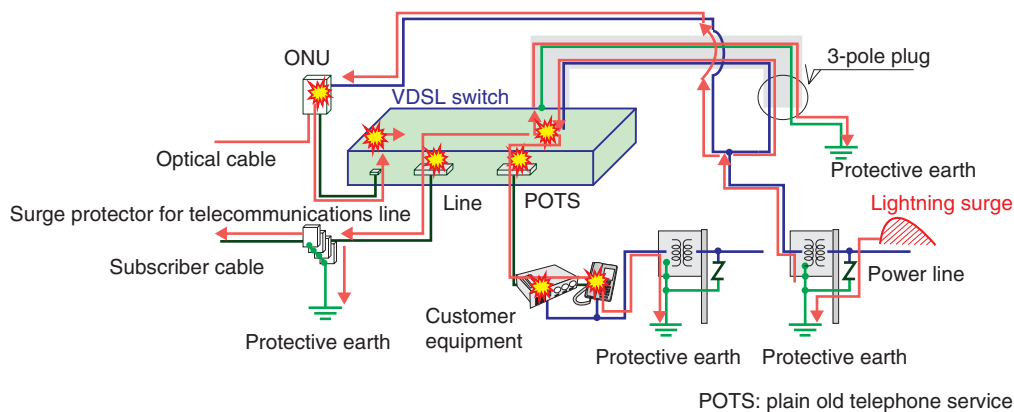 ONU
3-pole plug
VDSL switch
Optical cable
Protective earth
Line
POTS
Surge protector for telecommunications line
Lightning surge
Subscriber cable
Power line
Customer
equipment
Protective earth
Protective earth
Protective earth
POTS: plain old telephone service